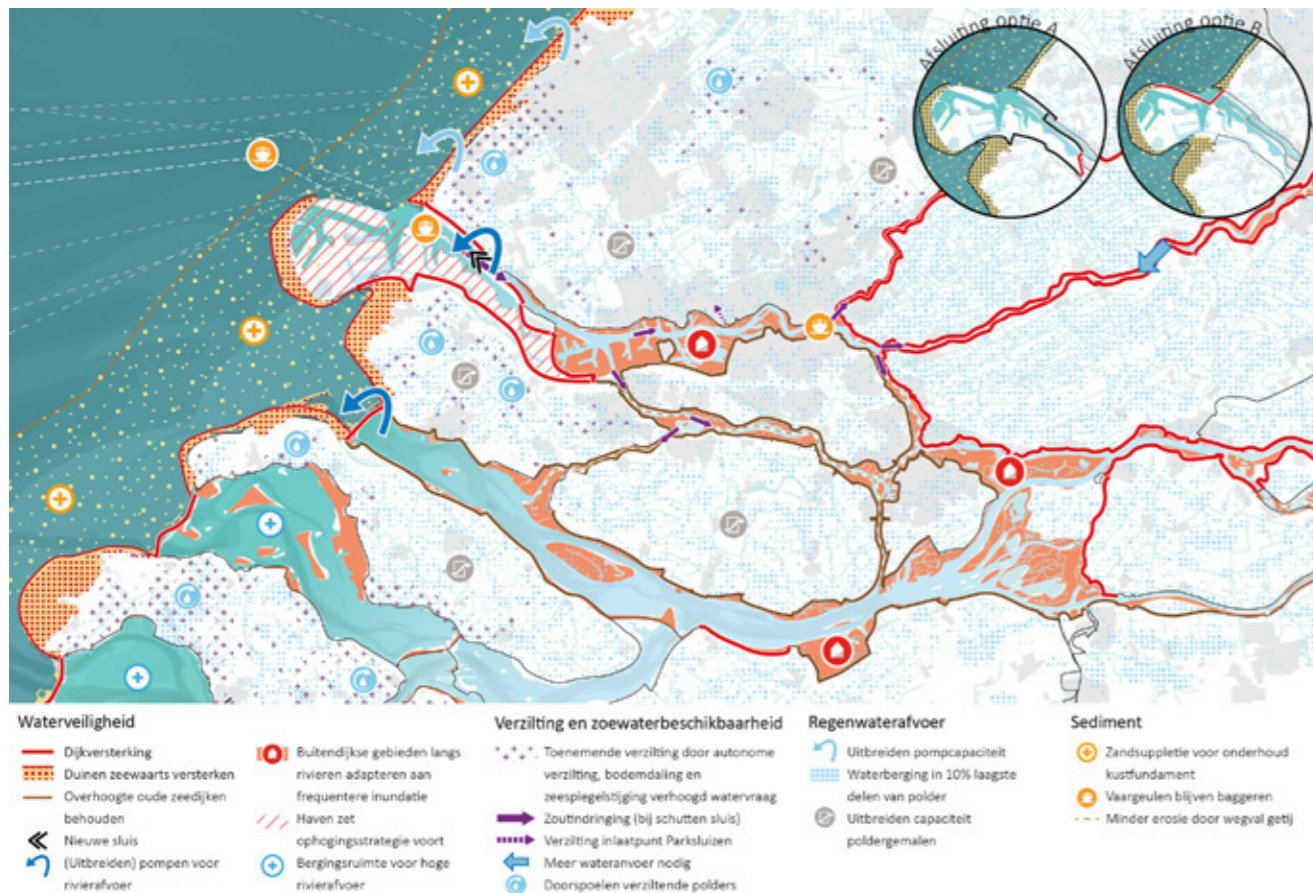 Afsluiting optie A
Afsluiting optie B
Waterveiligheid
Dijkversterking
Duinen zeewaarts versterken
Overhoogte oude zeedijken
behouden
Nieuwe sluis
(Uitbreiden) pompen voor
rivierafvoer
Buitendijkse gebieden langs
rivieren adapteren aan
frequentere inundatie
Haven zet
ophogingsstrategie voort
Bergingsruimte voor hoge
rivierafvoer
Verzilting en zoewaterbeschikbaarheid
Toenemende verzilting door autonome
verzilting, bodemdaling en
zeespiegelstijging verhoogd watervraag
Zoutindringing (bij schutten sluis)
Verzilting inlaatpunt Parksluizen
Meer wateranvoer nodig
Doorspoelen verziltende polders
Regenwaterafvoer
Uitbreiden pompcapaciteit
Waterberging in 10% laagste
delen van polder
Uitbreiden capaciteit
poldergemalen
Sediment
Zandsuppletie voor onderhoud
kustfundament
Vaargeulen blijven baggeren
Minder erosie door wegval getij